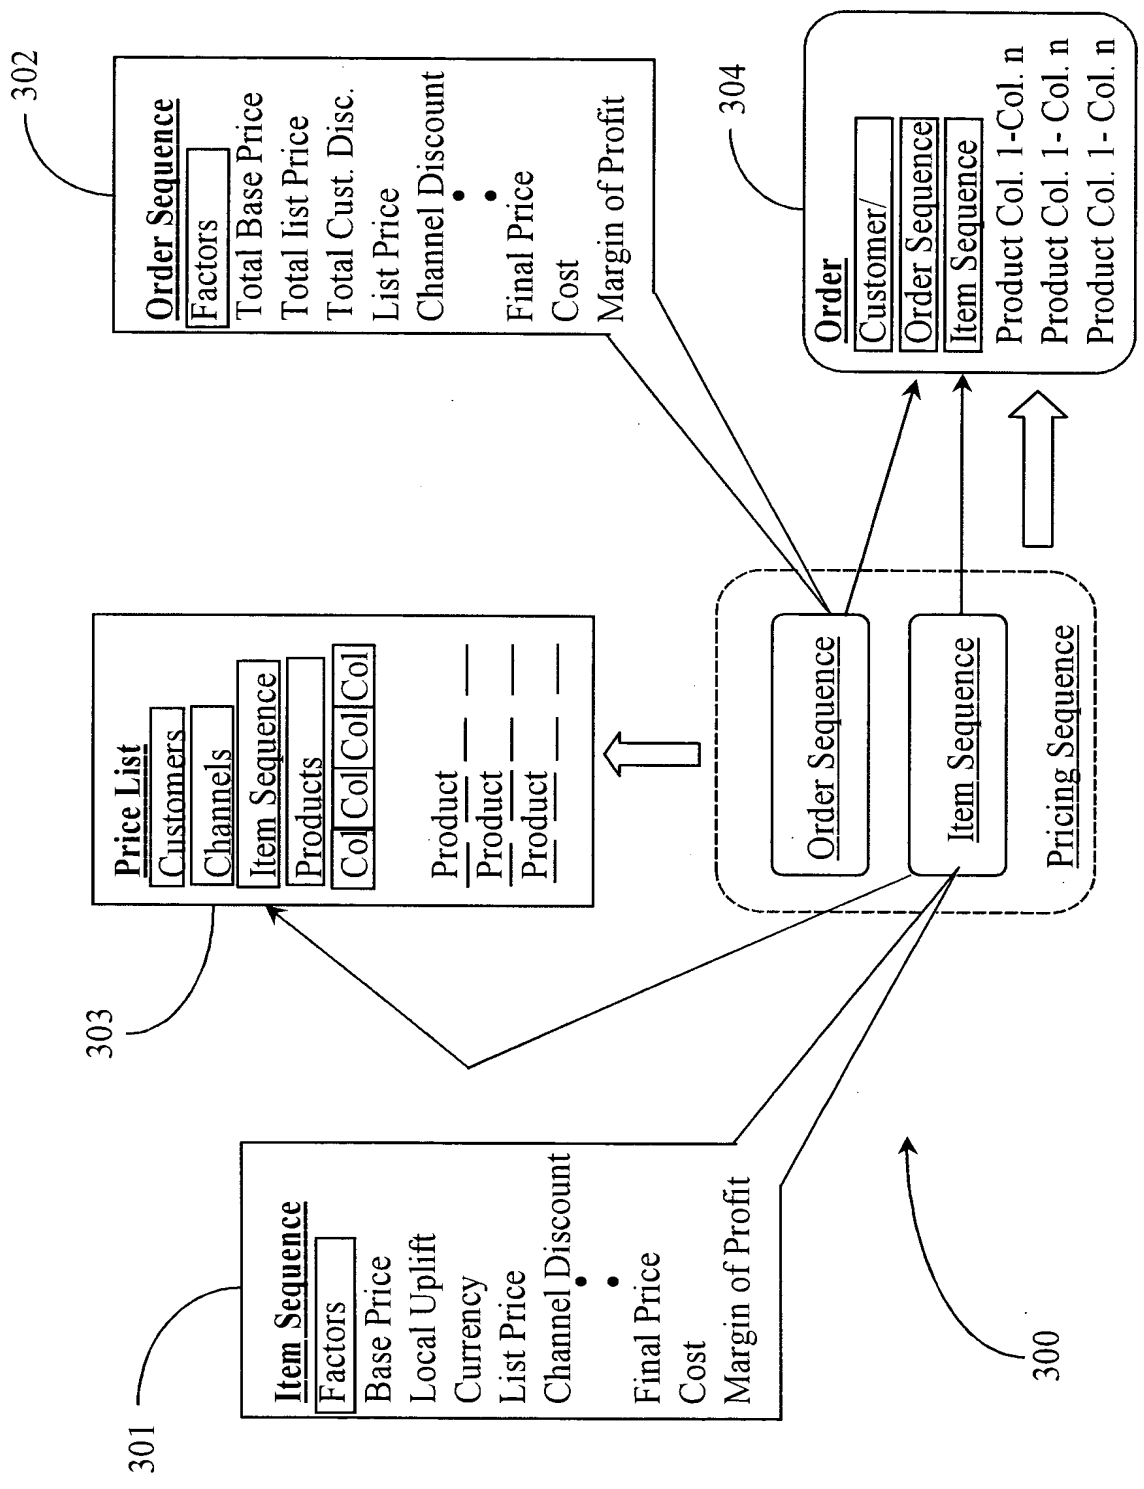 301
Item Sequence
Factors
Base Price
Local Uplift
Currency
List Price
Channel Discount
Final Price
Cost
Margin of Profit
303
Price List
Customers
Channels
Item Sequence
Products
Col Col Col Col
Product
Product
Product
302
Order Sequence
Factors
Total Base Price
Total list Price
Total Cust. Disc.
List Price
Channel Discount
Final Price
Cost
Margin of Profit
Order Sequence
Item Sequence
Pricing Sequence
304
Order
Customer/
Order Sequence
Item Sequence
Product Col. 1-Col. n
Product Col. 1- Col. n
Product Col. 1- Col. n
300